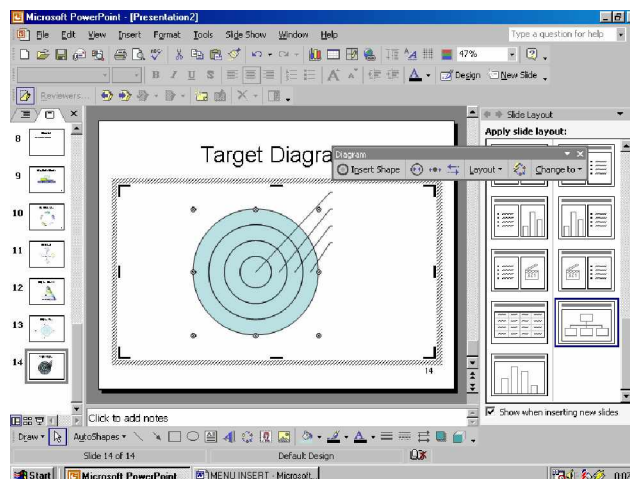 Microsoft PowerPoint - [Presentation2]
File Edit View Insert Format Tools Slide Show Window Help
Type a question for help
47%
B I U S
Design New Slide
Reviewers...
Slide Layout
Apply slide layout:
8
9
10
11
12
13
14
Target Diagra
Diagram
Insert Shape Layout Change to
14
Show when inserting new slides
Click to add notes
Draw AutoShapes
Slide 14 of 14 Default Design
Start Microsoft PowerPoint MENU INSERT - Microsoft...